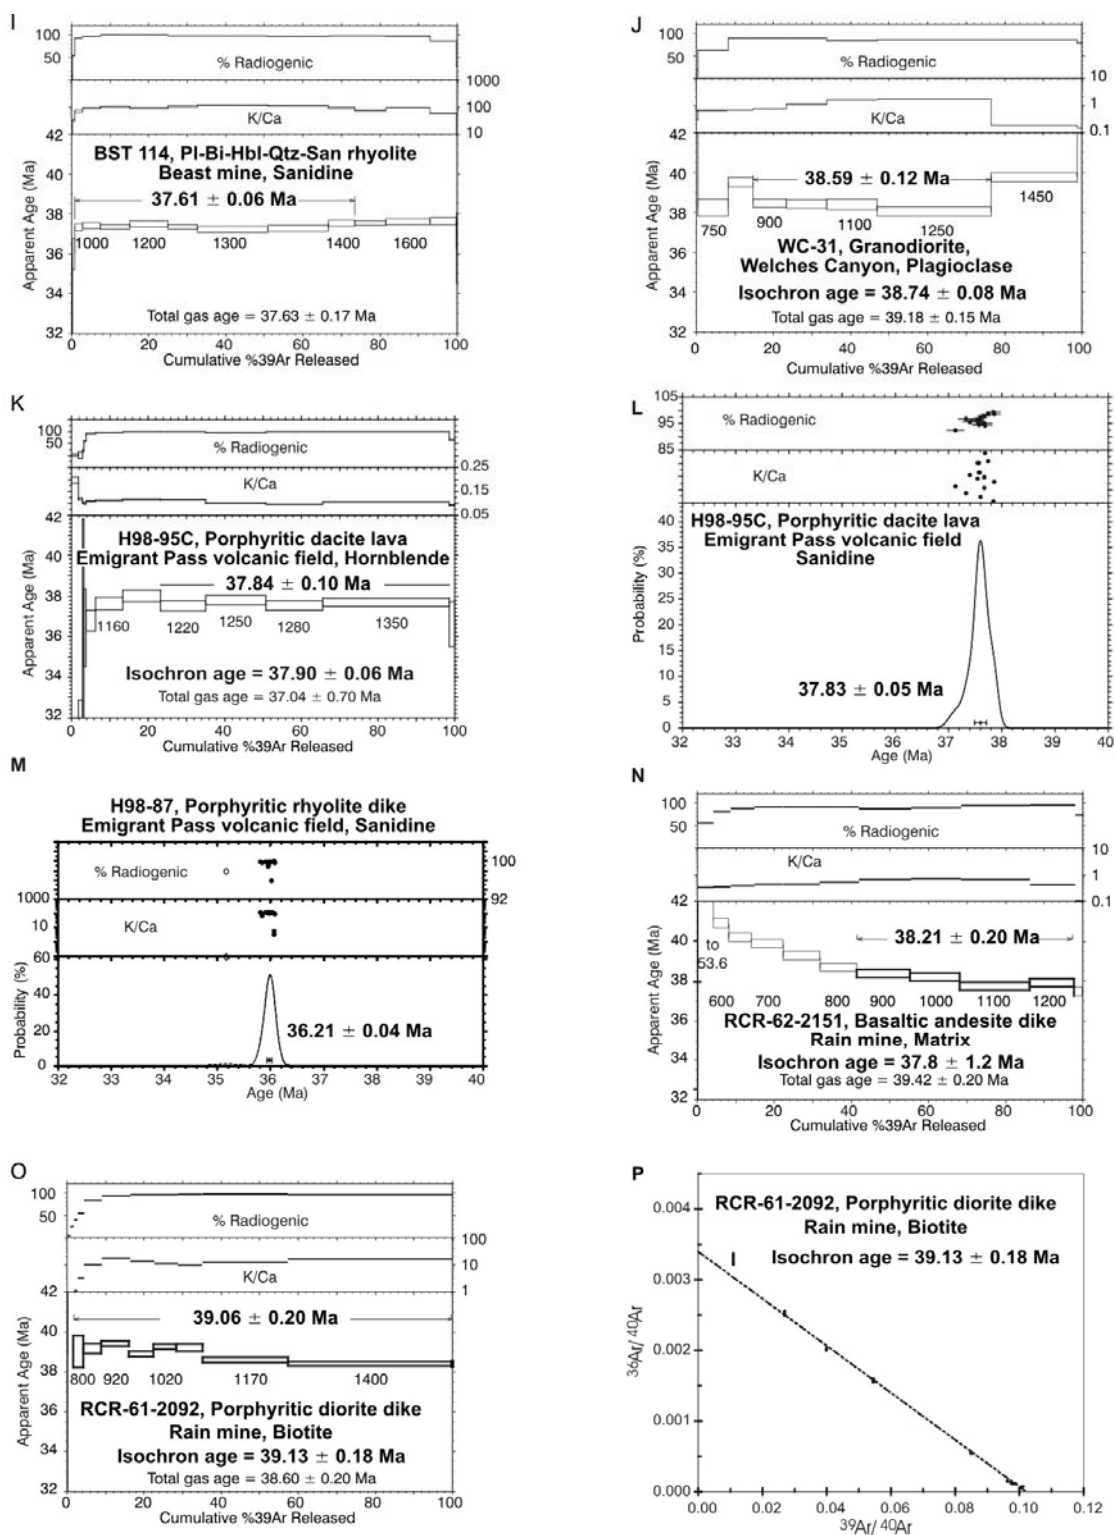 I
100
50
% Radiogenic
1000
100
10
K/Ca
42
40
38
36
34
32
Apparent Age (Ma)
BST 114, Pl-Bi-Hbl-Qtz-San rhyolite
Beast mine, Sanidine
37.61 ± 0.06 Ma
1000 1200 1300 1400 1600
Total gas age = 37.63 ± 0.17 Ma
0 20 40 60 80 100
Cumulative %39Ar Released
J
100
50
% Radiogenic
10
1
0.1
K/Ca
42
40
38
36
34
32
Apparent Age (Ma)
38.59 ± 0.12 Ma
750 900 1100 1250 1450
WC-31, Granodiorite,
Welches Canyon, Plagioclase
Isochron age = 38.74 ± 0.08 Ma
Total gas age = 39.18 ± 0.15 Ma
0 20 40 60 80 100
Cumulative %39Ar Released
K
100
50
% Radiogenic
0.25
0.15
0.05
K/Ca
42
40
38
36
34
32
Apparent Age (Ma)
H98-95C, Porphyritic dacite lava
Emigrant Pass volcanic field, Hornblende
37.84 ± 0.10 Ma
1160 1220 1250 1280 1350
Isochron age = 37.90 ± 0.06 Ma
Total gas age = 37.04 ± 0.70 Ma
0 20 40 60 80 100
Cumulative %39Ar Released
L
105
95
85
% Radiogenic
K/Ca
40
35
30
25
20
15
10
5
0
Probability (%)
H98-95C, Porphyritic dacite lava
Emigrant Pass volcanic field
Sanidine
37.83 ± 0.05 Ma
32 33 34 35 36 37 38 39 40
Age (Ma)
M
H98-87, Porphyritic rhyolite dike
Emigrant Pass volcanic field, Sanidine
% Radiogenic
100
92
1000
10
K/Ca
60
40
20
0
Probability (%)
36.21 ± 0.04 Ma
32 33 34 35 36 37 38 39 40
Age (Ma)
N
100
50
% Radiogenic
10
1
0.1
K/Ca
42
40
38
36
34
32
Apparent Age (Ma)
to
53.6
38.21 ± 0.20 Ma
600 700 800 900 1000 1100 1200
RCR-62-2151, Basaltic andesite dike
Rain mine, Matrix
Isochron age = 37.8 ± 1.2 Ma
Total gas age = 39.42 ± 0.20 Ma
0 20 40 60 80 100
Cumulative %39Ar Released
O
100
50
% Radiogenic
100
10
1
K/Ca
42
40
38
36
34
32
Apparent Age (Ma)
39.06 ± 0.20 Ma
800 920 1020 1170 1400
RCR-61-2092, Porphyritic diorite dike
Rain mine, Biotite
Isochron age = 39.13 ± 0.18 Ma
Total gas age = 38.60 ± 0.20 Ma
0 20 40 60 80 100
Cumulative %39Ar Released
P
0.004
0.003
0.002
0.001
0.000
36Ar/ 40Ar
RCR-61-2092, Porphyritic diorite dike
Rain mine, Biotite
Isochron age = 39.13 ± 0.18 Ma
0.00 0.02 0.04 0.06 0.08 0.10 0.12
39Ar/ 40Ar